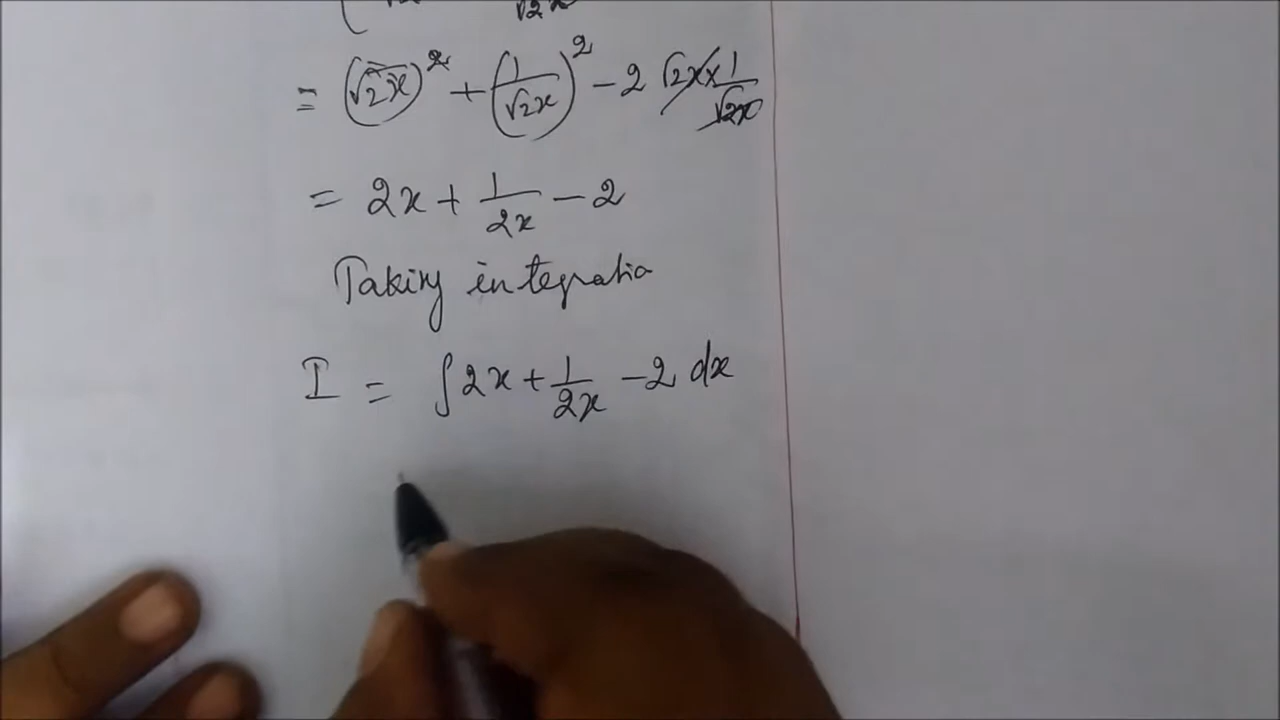 √2x
= (√2x)² + (1/√2x)² - 2 √2x × 1/√2x
= 2x + 1/2x - 2
Taking integratio
I = ∫ 2x + 1/2x - 2 dx